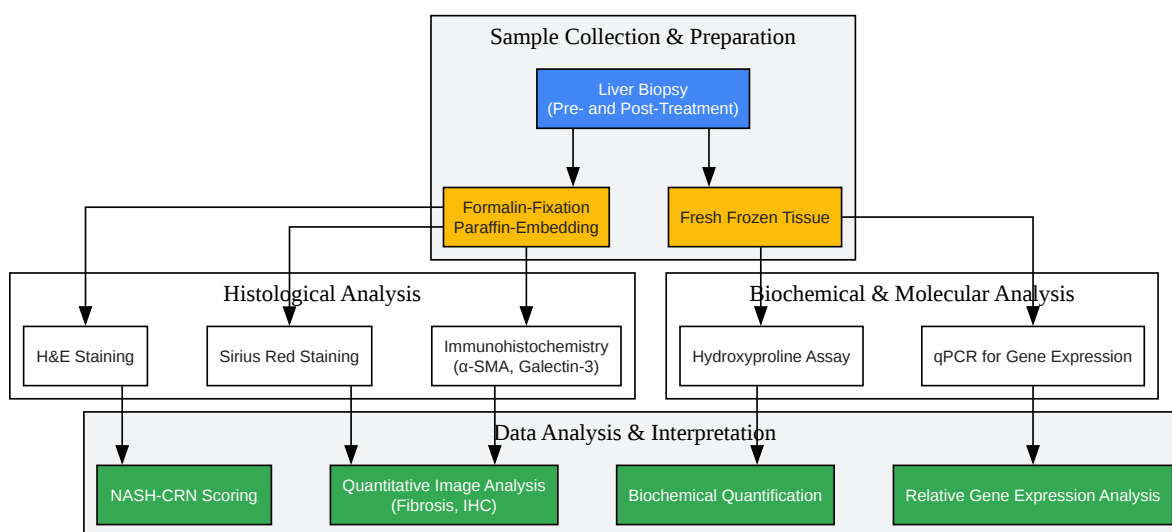 Sample Collection & Preparation
Liver Biopsy
(Pre- and Post-Treatment)
Formalin-Fixation
Paraffin-Embedding
Fresh Frozen Tissue
Histological Analysis
Biochemical & Molecular Analysis
H&E Staining
Sirius Red Staining
Immunohistochemistry
(α-SMA, Galectin-3)
Hydroxyproline Assay
qPCR for Gene Expression
Data Analysis & Interpretation
NASH-CRN Scoring
Quantitative Image Analysis
(Fibrosis, IHC)
Biochemical Quantification
Relative Gene Expression Analysis